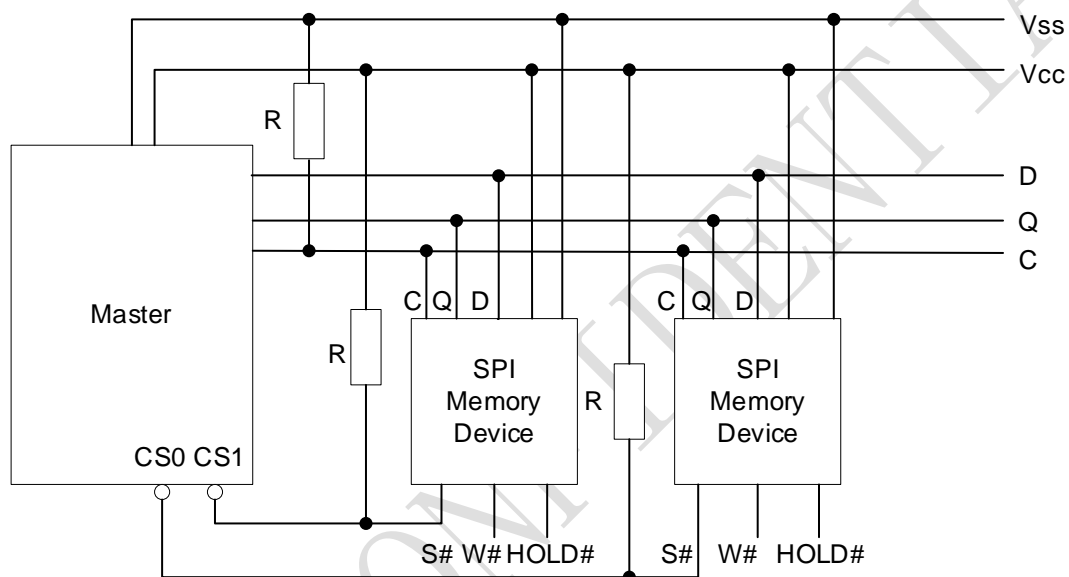 Vss
Vcc
R
D
Q
C
C Q D
C Q D
Master
R
SPI
Memory
Device
R
SPI
Memory
Device
CS0 CS1
S# W# HOLD#
S# W# HOLD#